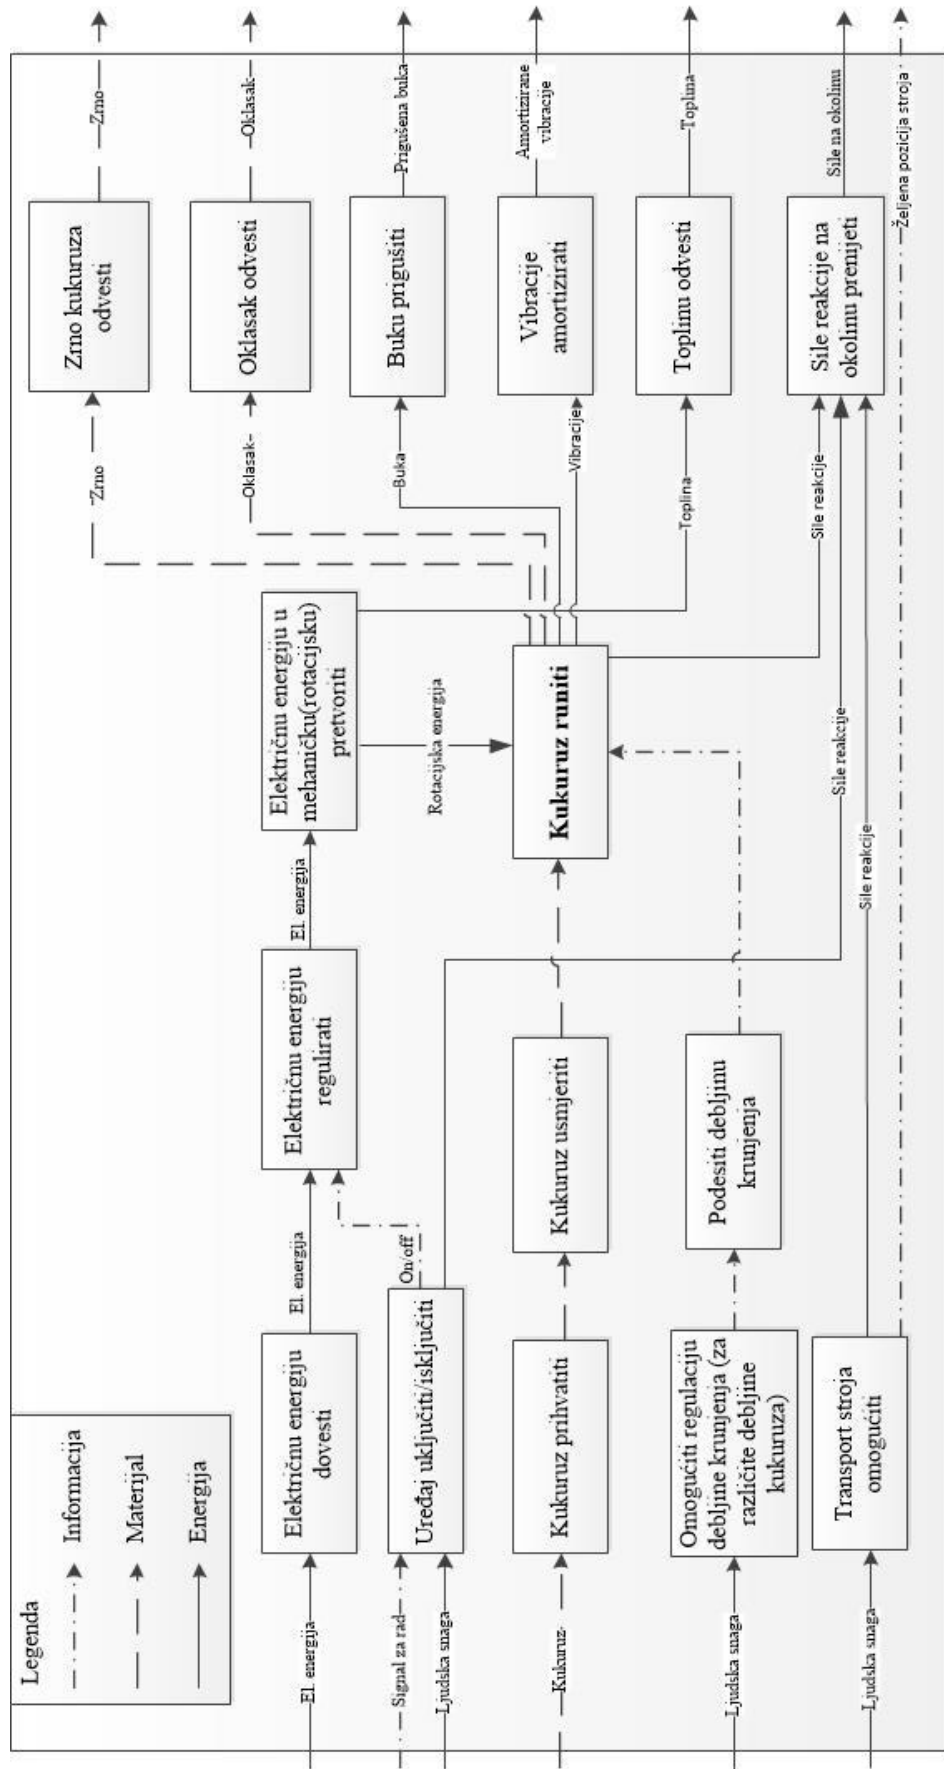 Legenda
Informacija
Materijal
Energija
El. energija
Električnu energiju
dovesti
El. energija
Električnu energiju
regulirati
El. energija
Električnu energiju u
mehaničku(rotacijsku)
pretvoriti
Signal za rad
Ljudska snaga
Uređaj uključiti/isključiti
On/off
Rotacijska energija
Kukuruz
Kukuruz prihvatiti
Kukuruz usmjeriti
Kukuruz runiti
Ljudska snaga
Omogućiti regulaciju
debljine krunjenja (za
različite debljine
kukuruza)
Podesiti debljinu
krunjenja
Ljudska snaga
Transport stroja
omogućiti
Zrno
Zrno kukuruza
odvesti
Zrno
Oklasak
Oklasak odvesti
Oklasak
Buka
Buku prigušiti
Prigušena buka
Vibracije
Vibracije
amortizirati
Amortizirane
vibracije
Toplina
Toplinu odvesti
Toplina
Sile reakcije
Sile reakcije
Sile reakcije
Sile reakcije na
okolinu prenijeti
Sile na okolinu
Željena pozicija stroja